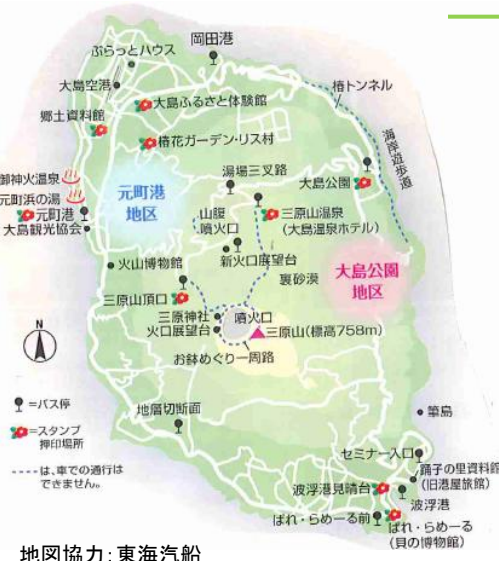 岡田港
ぶらっとハウス
大島空港
椿トンネル
大島ふるさと体験館
郷土資料館
海岸遊歩道
椿花ガーデン・リス村
湯場三叉路
大島公園
御神火温泉
元町浜の湯
元町港
大島観光協会
元町港
地区
山腹
噴火口
三原山温泉
(大島温泉ホテル)
新火口展望台
火山博物館
裏砂漠
大島公園
地区
三原山頂口
三原神社
火口展望台
噴火口
三原山(標高758m)
お鉢めぐり一周路
N
=バス停
=スタンプ
押印場所
は、車での通行は
できません。
地層切断面
筆島
セミナー入口
踊子の里資料館
(旧港屋旅館)
波浮港見晴台
波浮港
ぱれ・らめーる前
ぱれ・らめーる
(貝の博物館)
地図協力:東海汽船